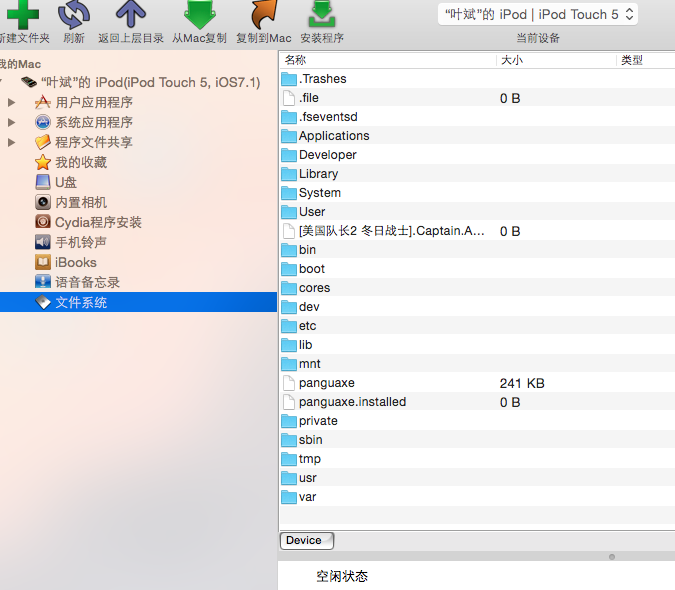 "叶斌"的 iPod | iPod Touch 5
新建文件夹 刷新 返回上层目录 从Mac复制 复制到Mac 安装程序 当前设备
我的Mac
"叶斌"的 iPod(iPod Touch 5, iOS7.1)
用户应用程序
系统应用程序
程序文件共享
我的收藏
U盘
内置相机
Cydia程序安装
手机铃声
iBooks
语音备忘录
文件系统
名称 大小 类型
.Trashes
.file 0 B
.fseventsd
Applications
Developer
Library
System
User
[美国队长2 冬日战士].Captain.A... 0 B
bin
boot
cores
dev
etc
lib
mnt
panguaxe 241 KB
panguaxe.installed 0 B
private
sbin
tmp
usr
var
Device
空闲状态